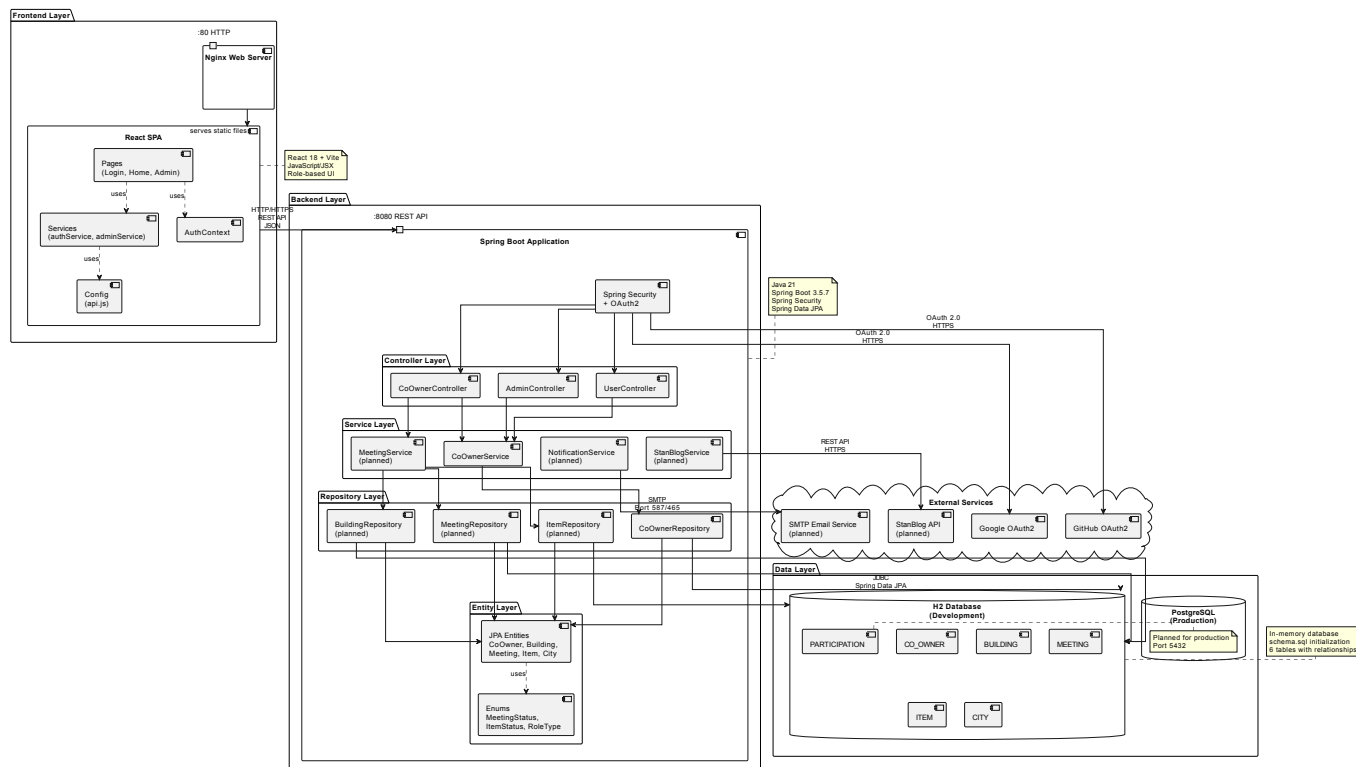 Frontend Layer
:80 HTTP
Nginx Web Server
serves static files
React SPA
Pages
(Login, Home, Admin)
uses
uses
Services
(authService, adminService)
AuthContext
uses
Config
(api.js)
React 18 + Vite
JavaScript/JSX
Role-based UI
HTTP/HTTPS
REST API
JSON
Backend Layer
:8080 REST API
Spring Boot Application
Spring Security
+ OAuth2
Java 21
Spring Boot 3.5.7
Spring Security
Spring Data JPA
OAuth 2.0
HTTPS
OAuth 2.0
HTTPS
Controller Layer
CoOwnerController
AdminController
UserController
Service Layer
MeetingService
(planned)
CoOwnerService
NotificationService
(planned)
StanBlogService
(planned)
REST API
HTTPS
Repository Layer
SMTP
Port 587/465
BuildingRepository
(planned)
MeetingRepository
(planned)
ItemRepository
(planned)
CoOwnerRepository
External Services
SMTP Email Service
(planned)
StanBlog API
(planned)
Google OAuth2
GitHub OAuth2
Data Layer
JDBC
Spring Data JPA
Entity Layer
JPA Entities
CoOwner, Building,
Meeting, Item, City
uses
Enums
MeetingStatus,
ItemStatus, RoleType
H2 Database
(Development)
PARTICIPATION
CO_OWNER
BUILDING
MEETING
ITEM
CITY
PostgreSQL
(Production)
Planned for production
Port 5432
In-memory database
schema.sql initialization
6 tables with relationships